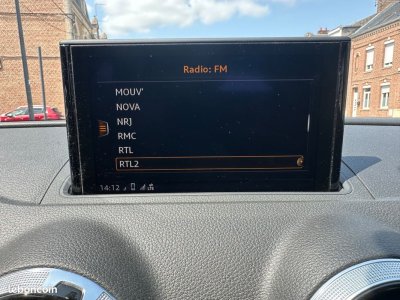 Radio: FM
MOUV'
NOVA
NRJ
RMC
RTL
RTL2
14:12
leboncoin